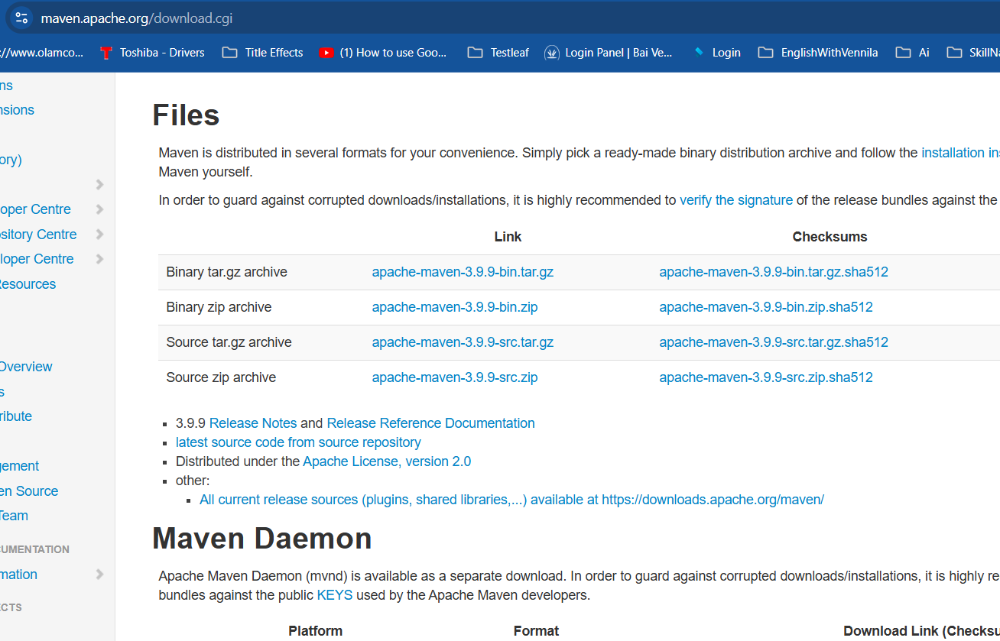 maven.apache.org/download.cgi
://www.olamco... Toshiba - Drivers Title Effects (1) How to use Goo... Testleaf Login Panel | Bai Ve... Login EnglishWithVennila Ai SkillNa
ns
nsions
ory)
oper Centre
sitory Centre
loper Centre
Resources
Overview
s
ribute
gement
en Source
Team
CUMENTATION
mation
ECTS
Files
Maven is distributed in several formats for your convenience. Simply pick a ready-made binary distribution archive and follow the installation ins
Maven yourself.
In order to guard against corrupted downloads/installations, it is highly recommended to verify the signature of the release bundles against the
Link Checksums
Binary tar.gz archive apache-maven-3.9.9-bin.tar.gz apache-maven-3.9.9-bin.tar.gz.sha512
Binary zip archive apache-maven-3.9.9-bin.zip apache-maven-3.9.9-bin.zip.sha512
Source tar.gz archive apache-maven-3.9.9-src.tar.gz apache-maven-3.9.9-src.tar.gz.sha512
Source zip archive apache-maven-3.9.9-src.zip apache-maven-3.9.9-src.zip.sha512
3.9.9 Release Notes and Release Reference Documentation
latest source code from source repository
Distributed under the Apache License, version 2.0
other:
All current release sources (plugins, shared libraries,...) available at https://downloads.apache.org/maven/
Maven Daemon
Apache Maven Daemon (mvnd) is available as a separate download. In order to guard against corrupted downloads/installations, it is highly re
bundles against the public KEYS used by the Apache Maven developers.
Platform Format Download Link (Checksu